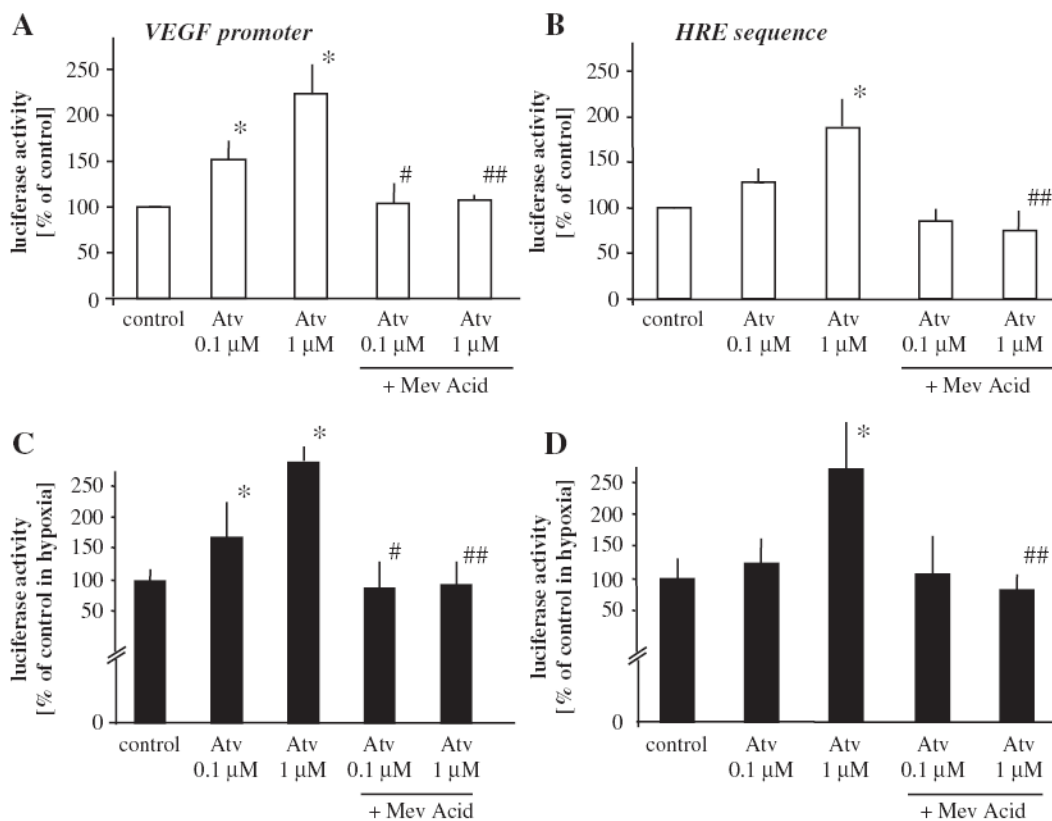 A
VEGF promoter
luciferase activity
[% of control]
250
200
150
100
50
0
*
*
#
##
control
Atv
0.1 µM
Atv
1 µM
Atv
0.1 µM
Atv
1 µM
+ Mev Acid
B
HRE sequence
luciferase activity
[% of control]
250
200
150
100
50
0
*
##
control
Atv
0.1 µM
Atv
1 µM
Atv
0.1 µM
Atv
1 µM
+ Mev Acid
C
luciferase activity
[% of control in hypoxia]
250
200
150
100
50
0
*
*
#
##
control
Atv
0.1 µM
Atv
1 µM
Atv
0.1 µM
Atv
1 µM
+ Mev Acid
D
luciferase activity
[% of control in hypoxia]
250
200
150
100
50
0
*
##
control
Atv
0.1 µM
Atv
1 µM
Atv
0.1 µM
Atv
1 µM
+ Mev Acid